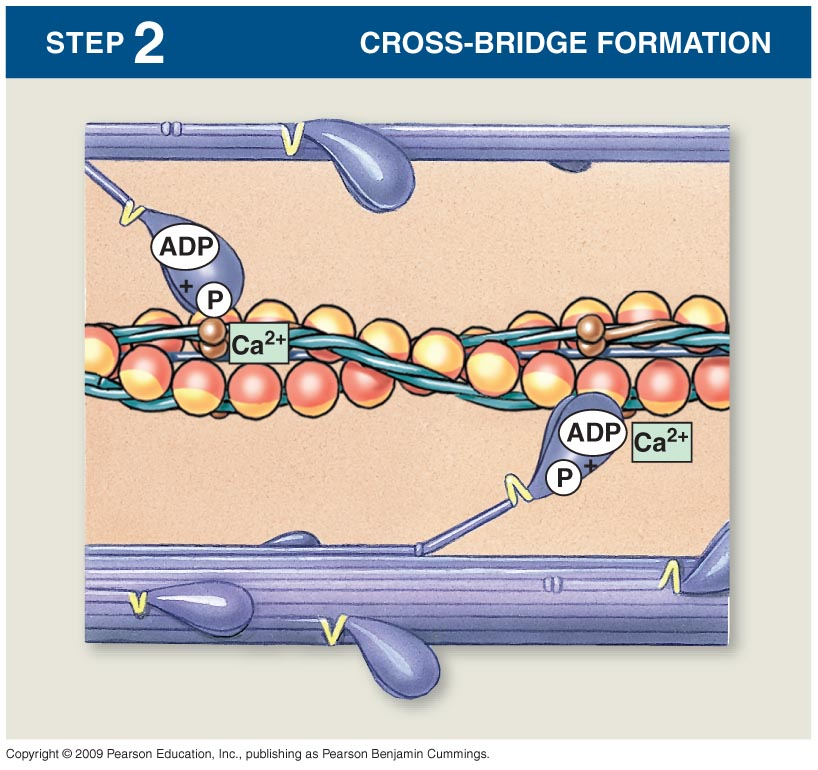 STEP 2 CROSS-BRIDGE FORMATION
ADP
+
P
Ca²⁺
ADP
Ca²⁺
P +
Copyright © 2009 Pearson Education, Inc., publishing as Pearson Benjamin Cummings.